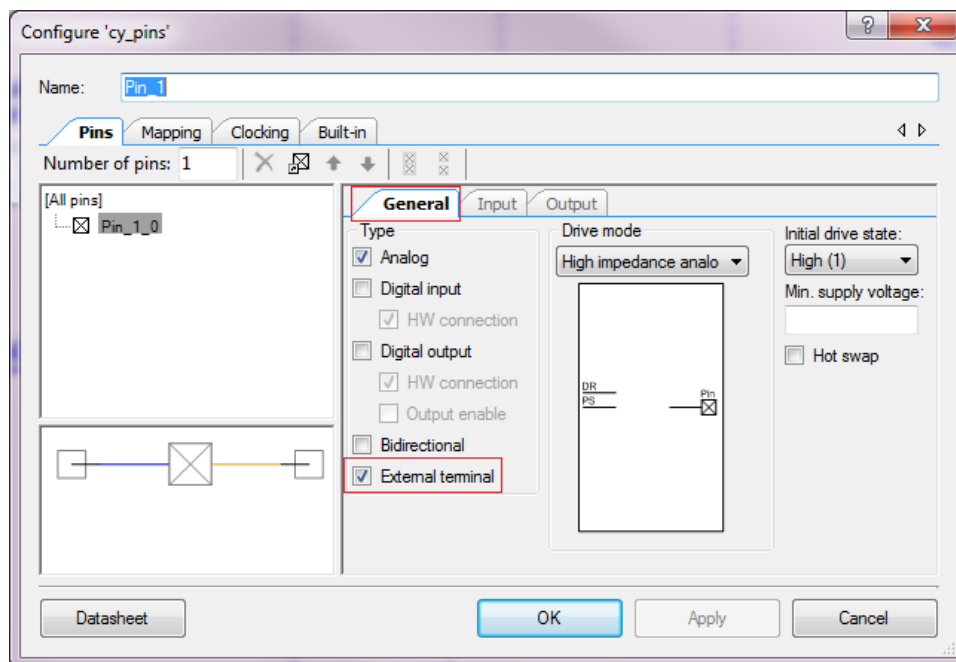 Configure 'cy_pins'
Name: Pin_1
Pins Mapping Clocking Built-in
Number of pins: 1
[All pins]
Pin_1_0
General Input Output
Type
Analog
Digital input
HW connection
Digital output
HW connection
Output enable
Bidirectional
External terminal
Drive mode
High impedance analo
DR
PS
Pin
Initial drive state:
High (1)
Min. supply voltage:
Hot swap
Datasheet OK Apply Cancel